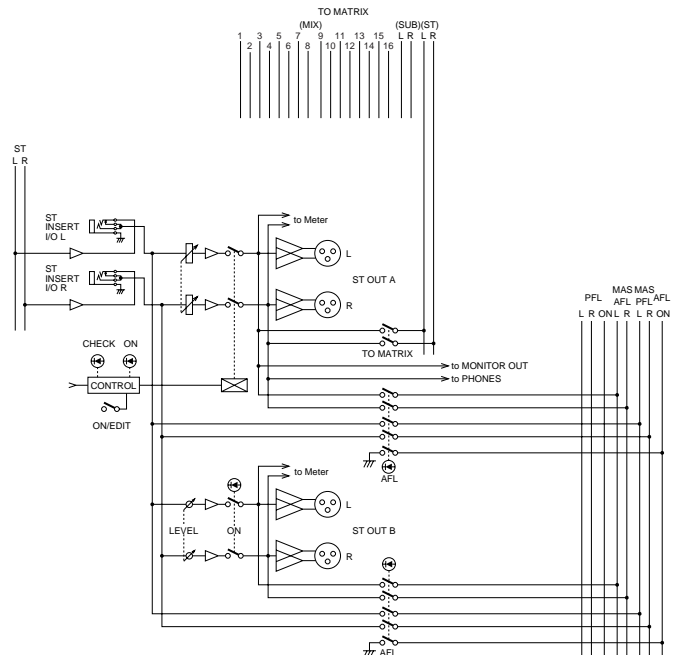 TO MATRIX
(MIX) (SUB)(ST)
1 3 5 7 9 11 13 15 L R L R
2 4 6 8 10 12 14 16
ST
L R
ST
INSERT
I/O L
to Meter
L
ST OUT A
ST
INSERT
I/O R
R
TO MATRIX
CHECK ON
CONTROL
ON/EDIT
to MONITOR OUT
to PHONES
AFL
PFL MAS AFL MAS PFL AFL
L R ON L R L R ON
to Meter
L
LEVEL ON
ST OUT B
R
AFL